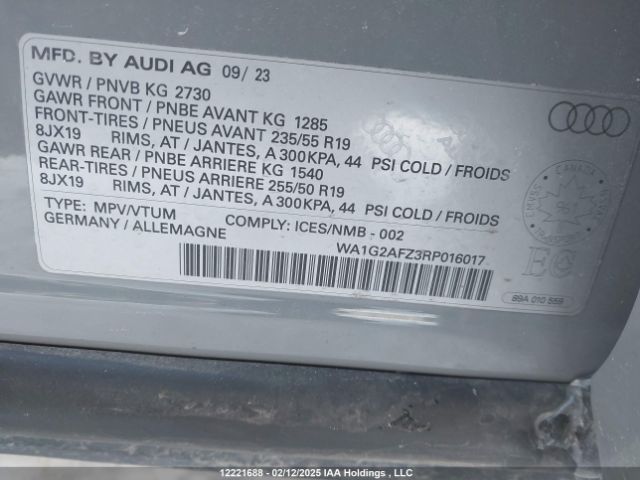 MFD. BY AUDI AG 09/ 23
GVWR / PNVB KG 2730
GAWR FRONT / PNBE AVANT KG 1285
FRONT-TIRES / PNEUS AVANT 235/55 R19
8JX19 RIMS, AT / JANTES, A 300KPA, 44 PSI COLD / FROIDS
GAWR REAR / PNBE ARRIERE KG 1540
REAR-TIRES / PNEUS ARRIERE 255/50 R19
8JX19 RIMS, AT / JANTES, A 300KPA, 44 PSI COLD / FROIDS
TYPE: MPV/VTUM COMPLY: ICES/NMB - 002
GERMANY / ALLEMAGNE
WA1G2AFZ3RP016017
CANADA
EC
89A 010 559
12221688 - 02/12/2025 IAA Holdings , LLC